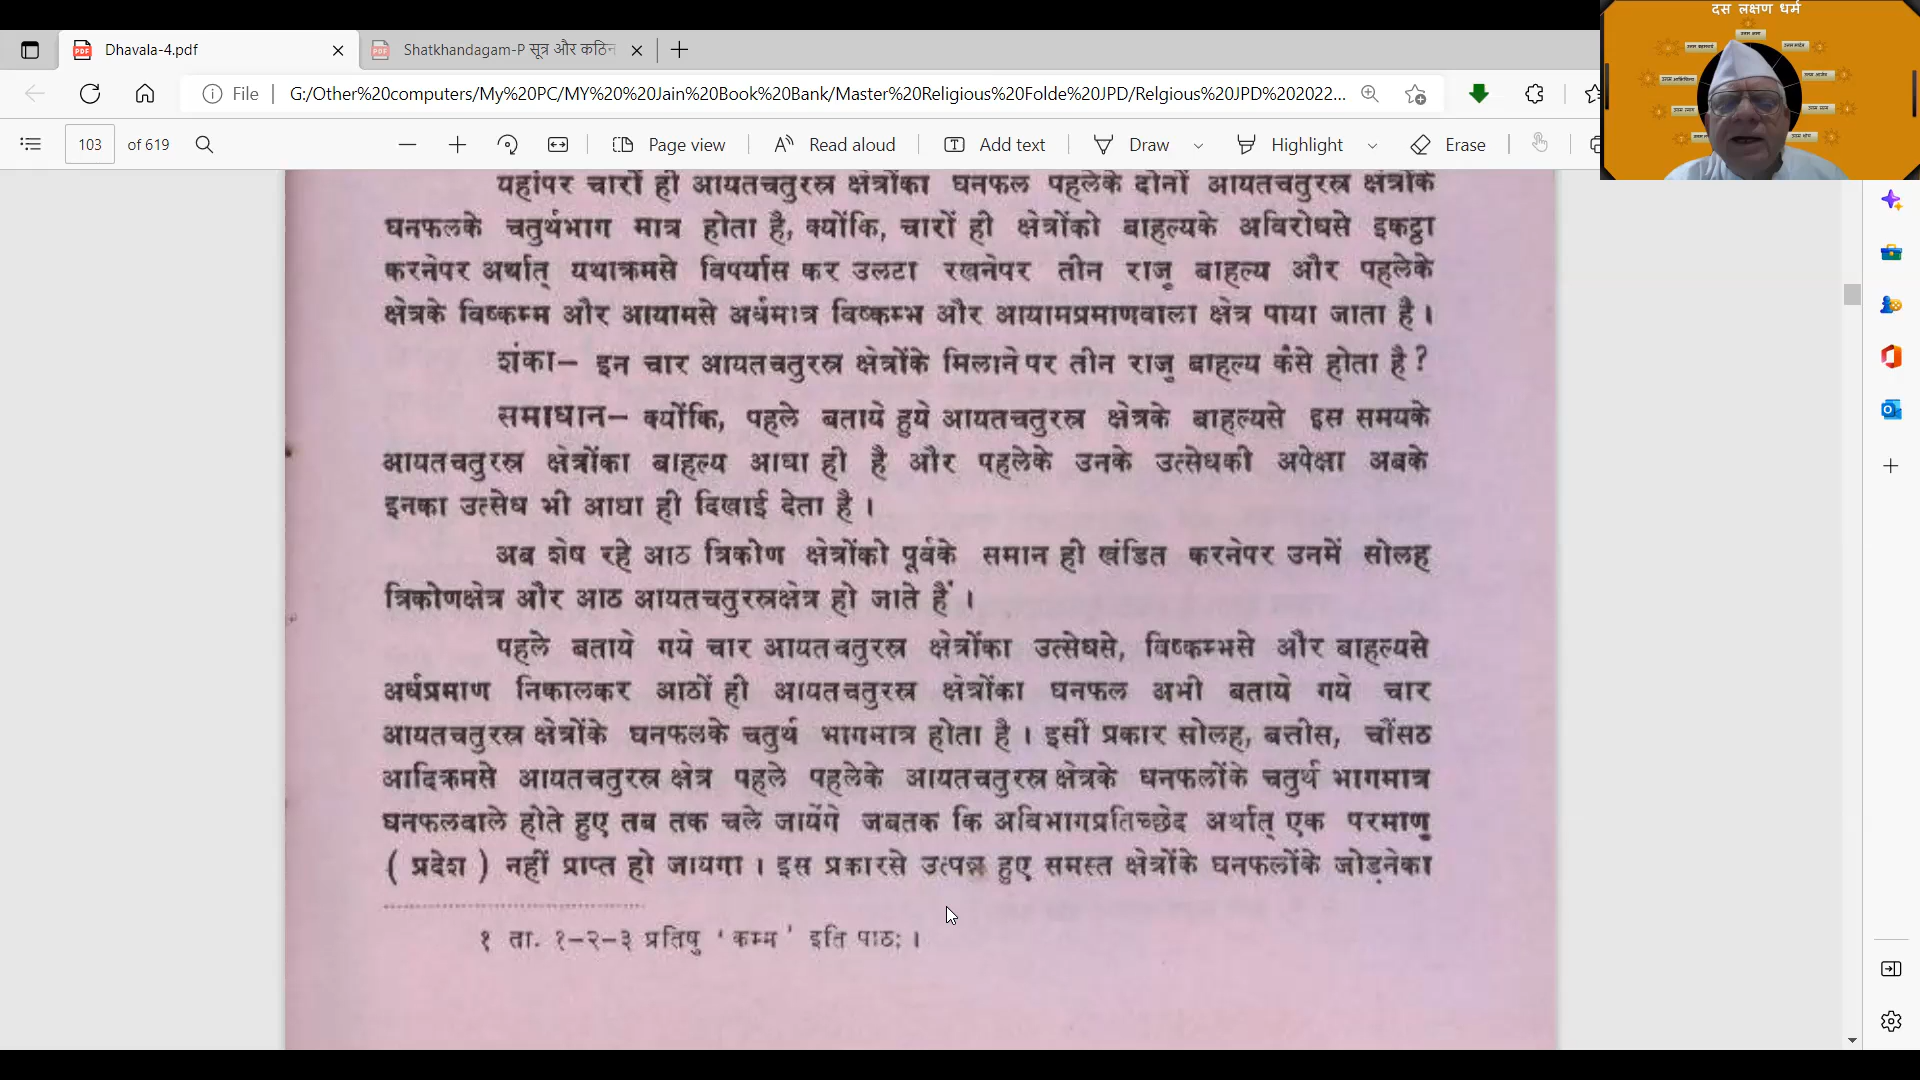 दस लक्षण धर्म
Dhavala-4.pdf
Shatkhandagam-P सूत्र और कठिन
File
G:/Other%20computers/My%20PC/MY%20%20Jain%20Book%20Bank/Master%20Religious%20Folde%20JPD/Relgious%20JPD%202022...
103 of 619
Page view
Read aloud
Add text
Draw
Highlight
Erase
यहांपर चारों ही आयतचतुरस्र क्षेत्रोंका घनफल पहलेके दोनों आयतचतुरस्र क्षेत्रोंके
घनफलके चतुर्थभाग मात्र होता है, क्योंकि, चारों ही क्षेत्रोंको बाहल्यके अविरोधसे इकट्ठा
करनेपर अर्थात् यथाक्रमसे विपर्यास कर उलटा रखनेपर तीन राजु बाहल्य और पहलेके
क्षेत्रके विष्कम्भ और आयामसे अर्धमात्र विष्कम्भ और आयामप्रमाणवाला क्षेत्र पाया जाता है ।
शंका– इन चार आयतचतुरस्र क्षेत्रोंके मिलाने पर तीन राजु बाहल्य कैसे होता है ?
समाधान– क्योंकि, पहले बताये हुये आयतचतुरस्र क्षेत्रके बाहल्यसे इस समयके
आयतचतुरस्र क्षेत्रोंका बाहल्य आधा ही है और पहलेके उनके उत्सेधकी अपेक्षा अबके
इनका उत्सेध भी आधा ही दिखाई देता है ।
अब शेष रहे आठ त्रिकोण क्षेत्रोंको पूर्वके समान ही खंडित करनेपर उनमें सोलह
त्रिकोणक्षेत्र और आठ आयतचतुरस्रक्षेत्र हो जाते हैं ।
पहले बताये गये चार आयतचतुरस्र क्षेत्रोंका उत्सेधसे, विष्कम्भसे और बाहल्यसे
अर्धप्रमाण निकालकर आठों ही आयतचतुरस्र क्षेत्रोंका घनफल अभी बताये गये चार
आयतचतुरस्र क्षेत्रोंके घनफलके चतुर्थ भागमात्र होता है । इसी प्रकार सोलह, बत्तीस, चौंसठ
आदिक्रमसे आयतचतुरस्र क्षेत्र पहले पहलेके आयतचतुरस्र क्षेत्रके घनफलोंके चतुर्थ भागमात्र
घनफलवाले होते हुए तब तक चले जायेंगे जबतक कि अविभागप्रतिच्छेद अर्थात् एक परमाणु
( प्रदेश ) नहीं प्राप्त हो जायगा । इस प्रकारसे उत्पन्न हुए समस्त क्षेत्रोंके घनफलोंके जोड़नेका
१ ता. १-२-३ प्रतिषु ‘ कम्म ’ इति पाठः ।